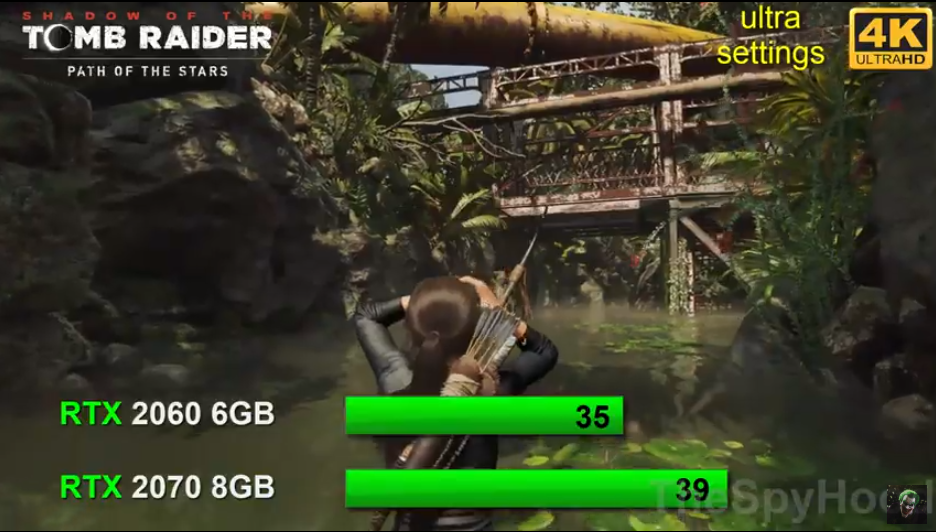 SHADOW OF THE
TOMB RAIDER
PATH OF THE STARS
ultra
settings
4K
ULTRAHD
RTX 2060 6GB
35
RTX 2070 8GB
39
TheSpyHood